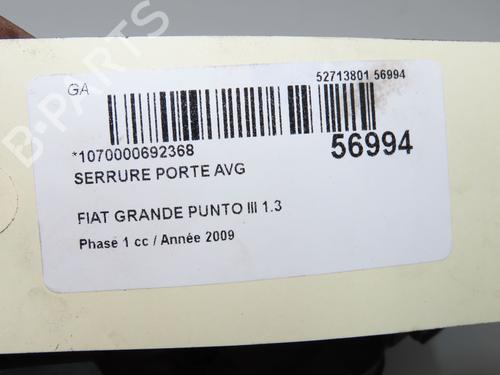 GA
52713801 56994
*1070000692368
56994
SERRURE PORTE AVG
FIAT GRANDE PUNTO III 1.3
Phase 1 cc / Année 2009
B-PARTS